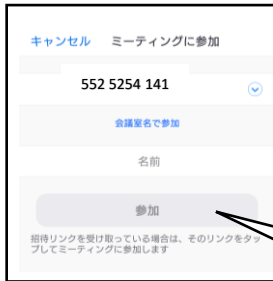 キャンセル ミーティングに参加
552 5254 141
会議室名で参加
名前
参加
招待リンクを受け取っている場合は、そのリンクをタッ
プしてミーティングに参加します